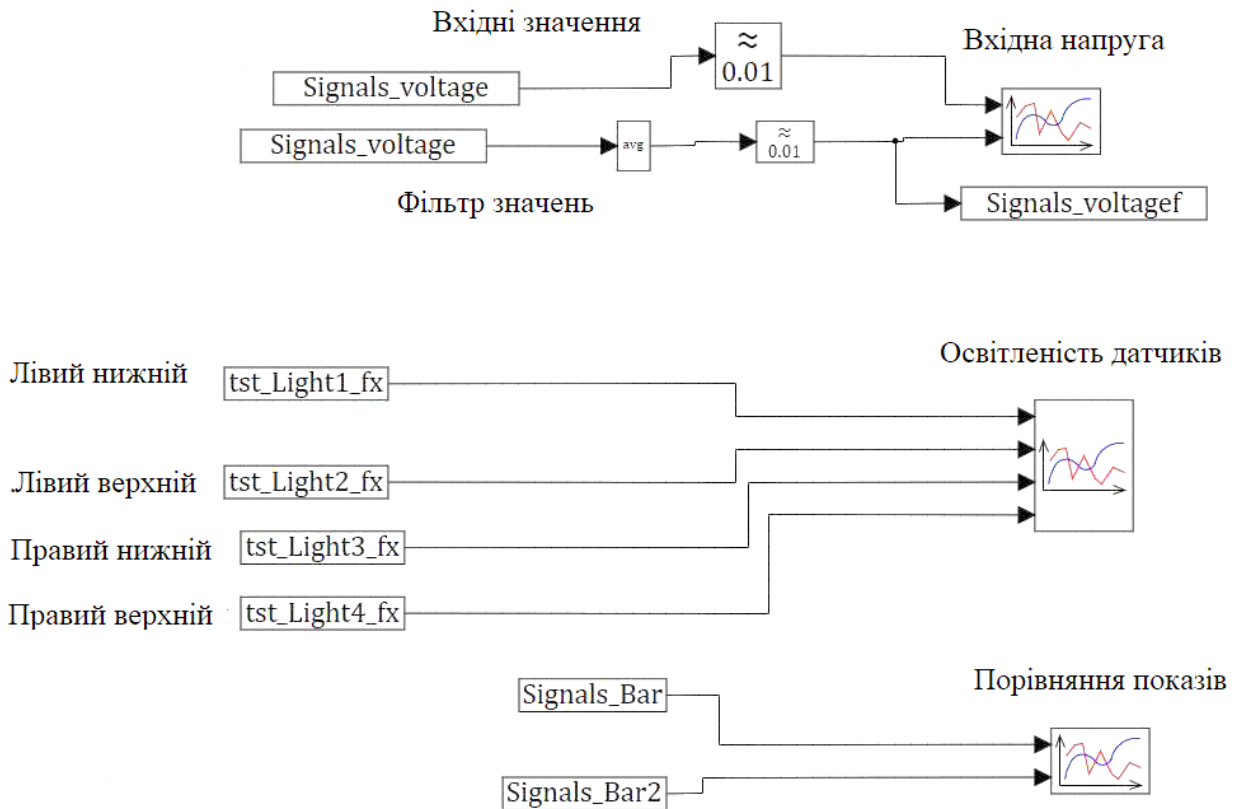 Вхідні значення
≈
0.01
Вхідна напруга
Signals_voltage
Signals_voltage
avg
≈
0.01
Фільтр значень
Signals_voltagef
Освітленість датчиків
Лівий нижній
tst_Light1_fx
.Лівий верхній
tst_Light2_fx
Правий нижній
tst_Light3_fx
Правий верхній
tst_Light4_fx
Порівняння показів
Signals_Bar
Signals_Bar2